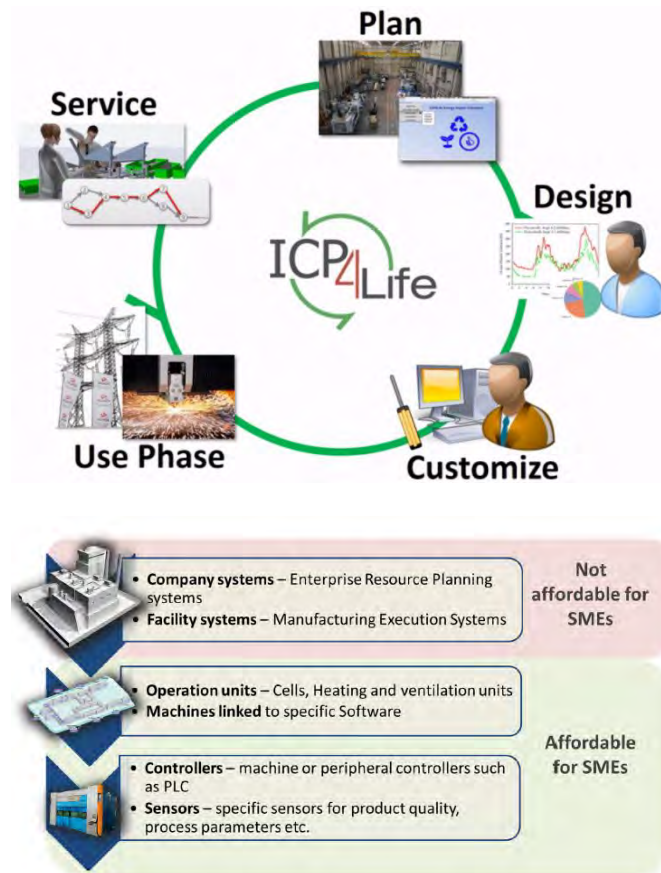 Plan
Service
Design
ICP4Life
Use Phase
Customize
• Company systems – Enterprise Resource Planning
systems
• Facility systems – Manufacturing Execution Systems
Not
affordable for
SMEs
• Operation units – Cells, Heating and ventilation units
• Machines linked to specific Software
• Controllers – machine or peripheral controllers such
as PLC
• Sensors – specific sensors for product quality,
process parameters etc.
Affordable
for SMEs